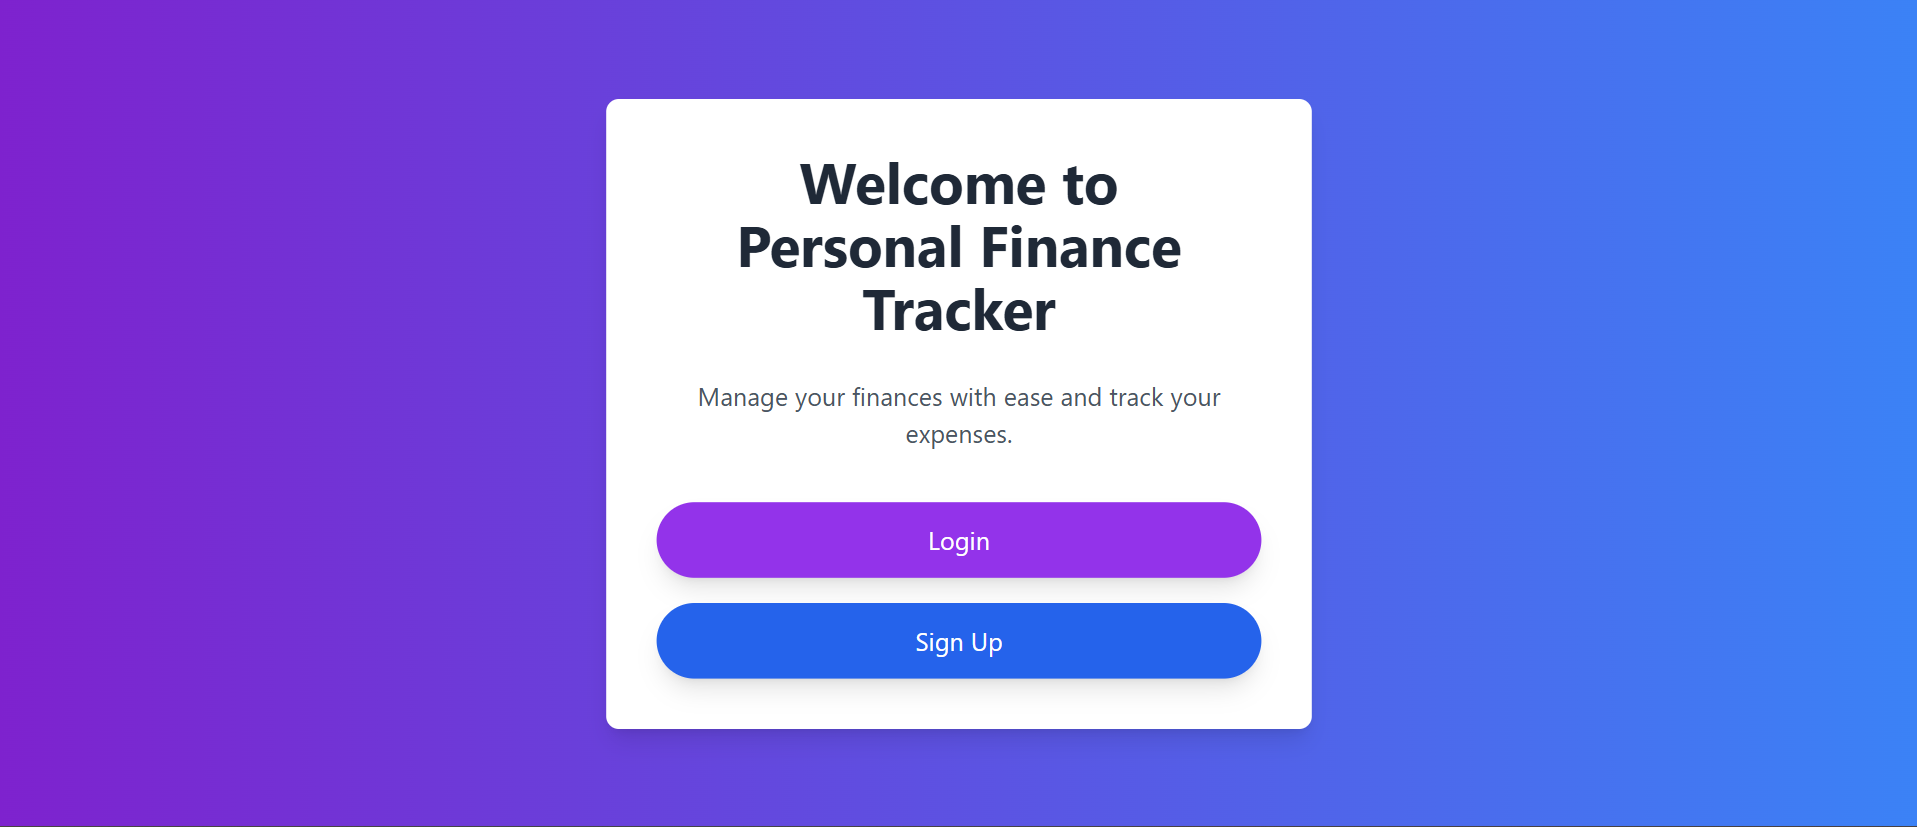 Welcome to
Personal Finance
Tracker
Manage your finances with ease and track your
expenses.
Login
Sign Up